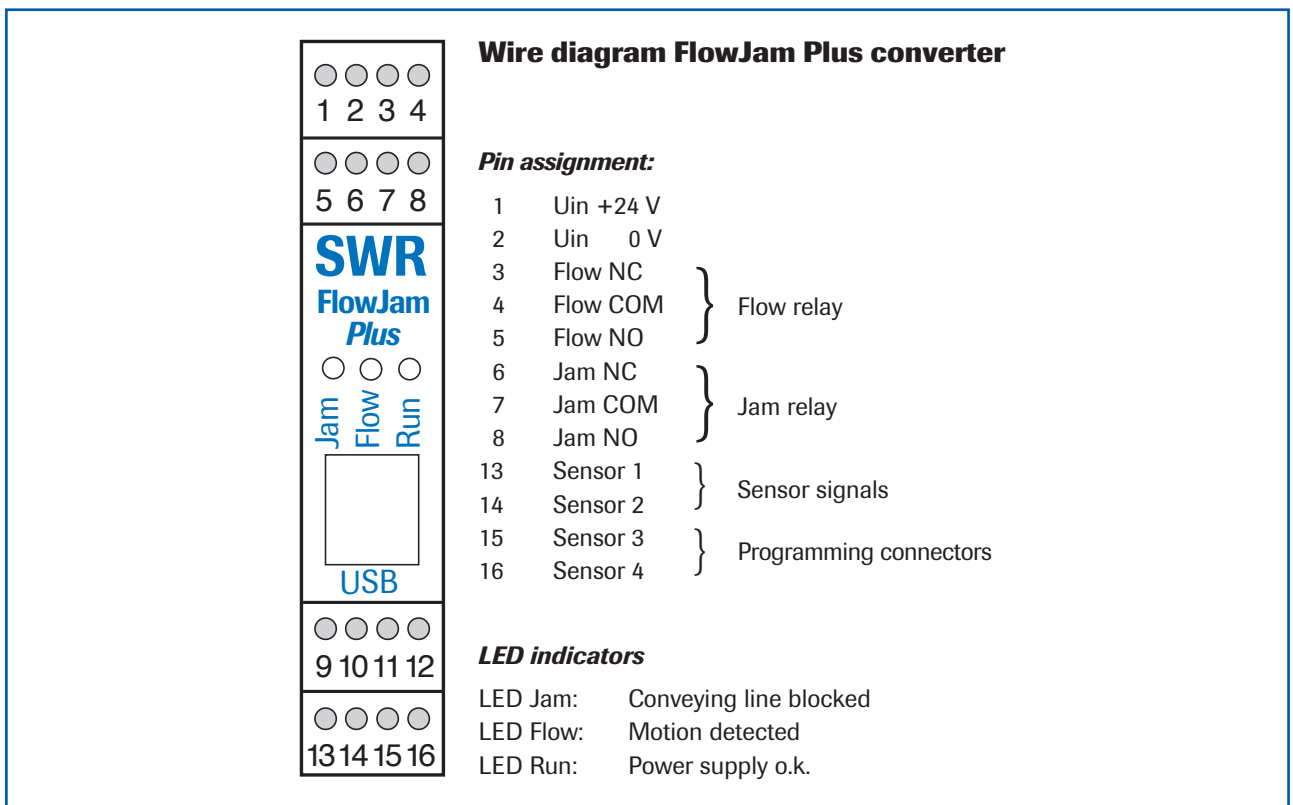 Wire diagram FlowJam Plus converter
1 2 3 4
5 6 7 8
SWR
FlowJam
Plus
Jam Flow Run
USB
9 10 11 12
13 14 15 16
Pin assignment:
1 Uin +24 V
2 Uin 0 V
3 Flow NC
4 Flow COM
5 Flow NO
Flow relay
6 Jam NC
7 Jam COM
8 Jam NO
Jam relay
13 Sensor 1
14 Sensor 2
Sensor signals
15 Sensor 3
16 Sensor 4
Programming connectors
LED indicators
LED Jam: Conveying line blocked
LED Flow: Motion detected
LED Run: Power supply o.k.